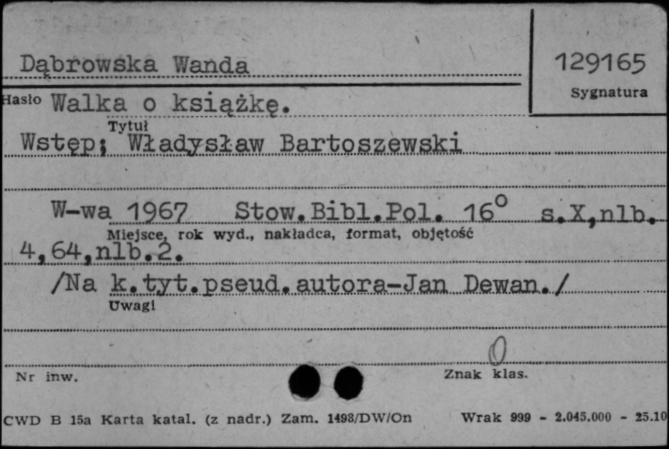 Dąbrowska Wanda
129165
Sygnatura
Hasło Walka o książkę.
Tytuł
Wstęp; Władysław Bartoszewski
W-wa 1967 Stow.Bibl.Pol. 16° s.X,nlb.
Miejsce, rok wyd., nakładca, format, objętość
4,64,nlb.2.
/Na k.tyt.pseud.autora-Jan Dewan./
Uwagi
Nr inw.
0
Znak klas.
CWD B 15a Karta katal. (z nadr.) Zam. 1498/DW/On Wrak 999 - 2.045.000 - 25.10